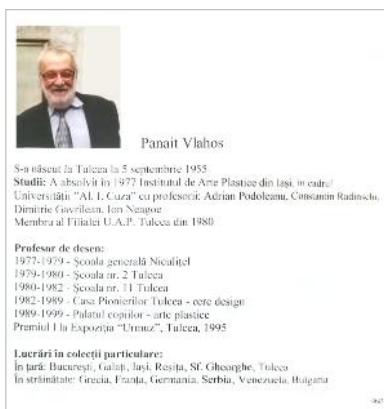 Panait Vlahos
S-a născut la Tulcea la 5 septembrie 1955
Studii: A absolvit în 1977 Institutul de Arte Plastice din Iași, în cadrul
Universității "Al. I. Cuza" cu profesorii: Adrian Podoleanu, Constantin Radinschi,
Dimitrie Gavrilean, Ion Neagoe
Membru al Filialei U.A.P. Tulcea din 1980
Profesor de desen:
1977-1979 - Școala generală Niculițel
1979-1980 - Școala nr. 2 Tulcea
1980-1982 - Școala nr. 11 Tulcea
1982-1989 - Casa Pionierilor Tulcea - cerc design
1989-1999 - Palatul copiilor - arte plastice
Premiul I la Expoziția "Urmuz", Tulcea, 1995
Lucrări în colecții particulare:
În țară: București, Galați, Iași, Reșița, Sf. Gheorghe, Tulcea
În străinătate: Grecia, Franța, Germania, Serbia, Venezuela, Bulgaria